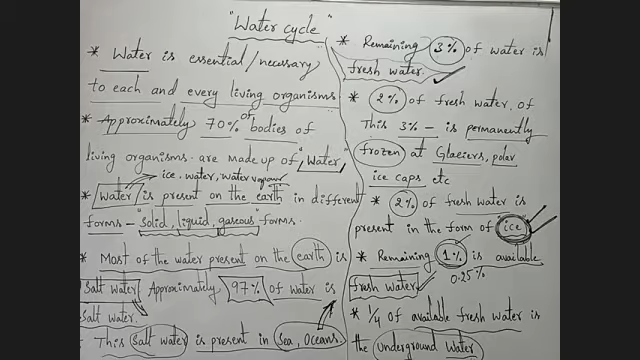 "Water cycle"
* Water is essential/necessary
to each and every living organisms
* Approximately 70% of bodies of
living organisms are made up of "Water"
ice, water, water vapour
* Water is present on the earth in different
forms - "Solid, liquid, gaseous" forms.
* Most of the water present on the earth is
Salt water Approximately 97% of water is
Salt water.
This Salt water is present in Sea, Oceans.
* Remaining 3% of water is
fresh water.
* 2% of fresh water of
This 3% - is permanently
frozen at Glaciers, polar
ice caps etc
* 2% of fresh water is
present in the form of "ice"
* Remaining 1% is available
0.25%
fresh water
* 1/4 of available fresh water is
the underground Water